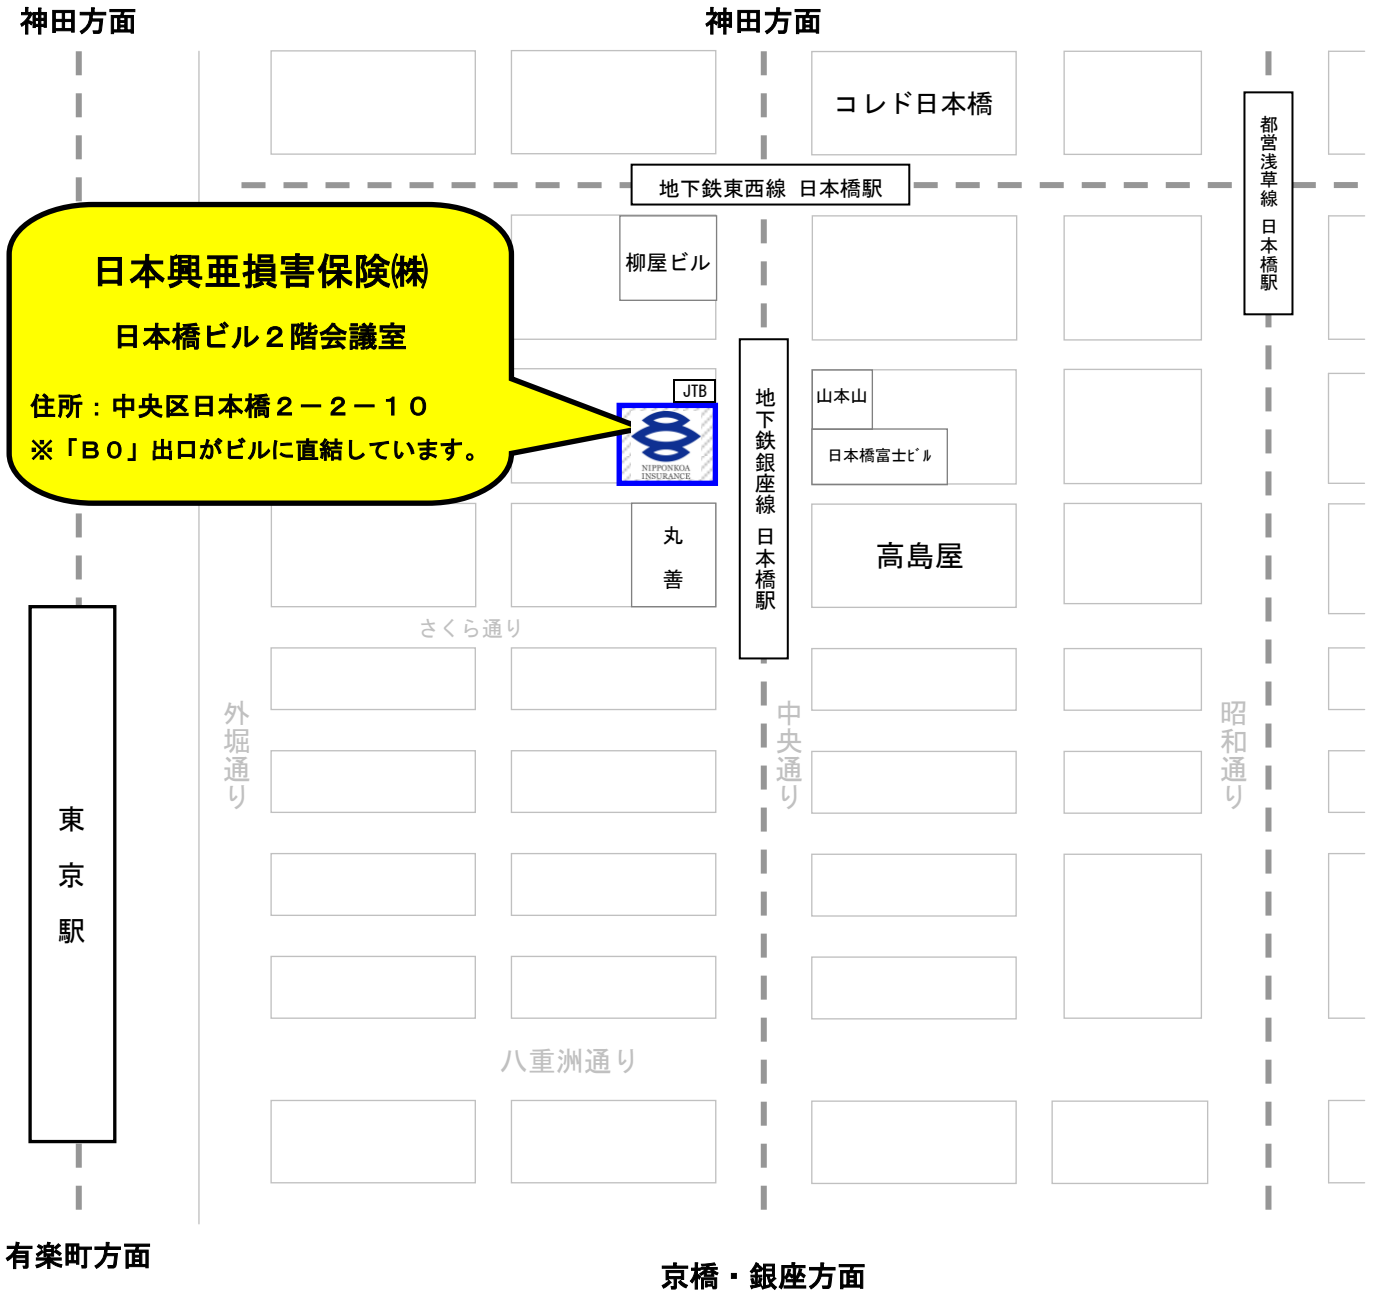 神田方面
神田方面
コレド日本橋
都営浅草線 日本橋駅
地下鉄東西線 日本橋駅
柳屋ビル
日本興亜損害保険㈱
日本橋ビル２階会議室
住所：中央区日本橋２－２－１０
※「Ｂ０」出口がビルに直結しています。
JTB
NIPPONKOA
INSURANCE
地下鉄銀座線 日本橋駅
山本山
日本橋富士ﾋﾞﾙ
丸善
高島屋
さくら通り
外堀通り
中央通り
昭和通り
東京駅
八重洲通り
有楽町方面
京橋・銀座方面